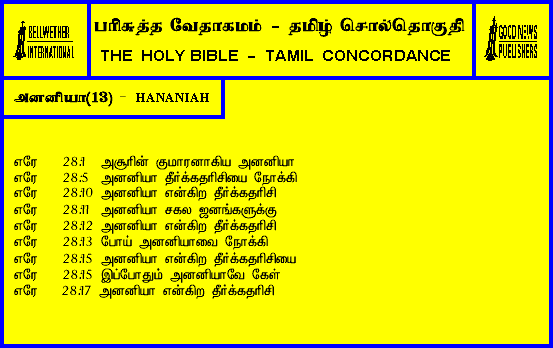 BELLWETHER
INTERNATIONAL
பரிசுத்த வேதாகமம் - தமிழ் சொல்தொகுதி
THE HOLY BIBLE - TAMIL CONCORDANCE
GOOD NEWS
PUBLISHERS
அனனியா(13) - HANANIAH
எரே 28:1 அசூரின் குமாரனாகிய அனனியா
எரே 28:5 அனனியா தீர்க்கதரிசியை நோக்கி
எரே 28:10 அனனியா என்கிற தீர்க்கதரிசி
எரே 28:11 அனனியா சகல ஜனங்களுக்கு
எரே 28:12 அனனியா என்கிற தீர்க்கதரிசி
எரே 28:13 போய் அனனியாவை நோக்கி
எரே 28:15 அனனியா என்கிற தீர்க்கதரிசியை
எரே 28:15 இப்போதும் அனனியாவே கேள்
எரே 28:17 அனனியா என்கிற தீர்க்கதரிசி